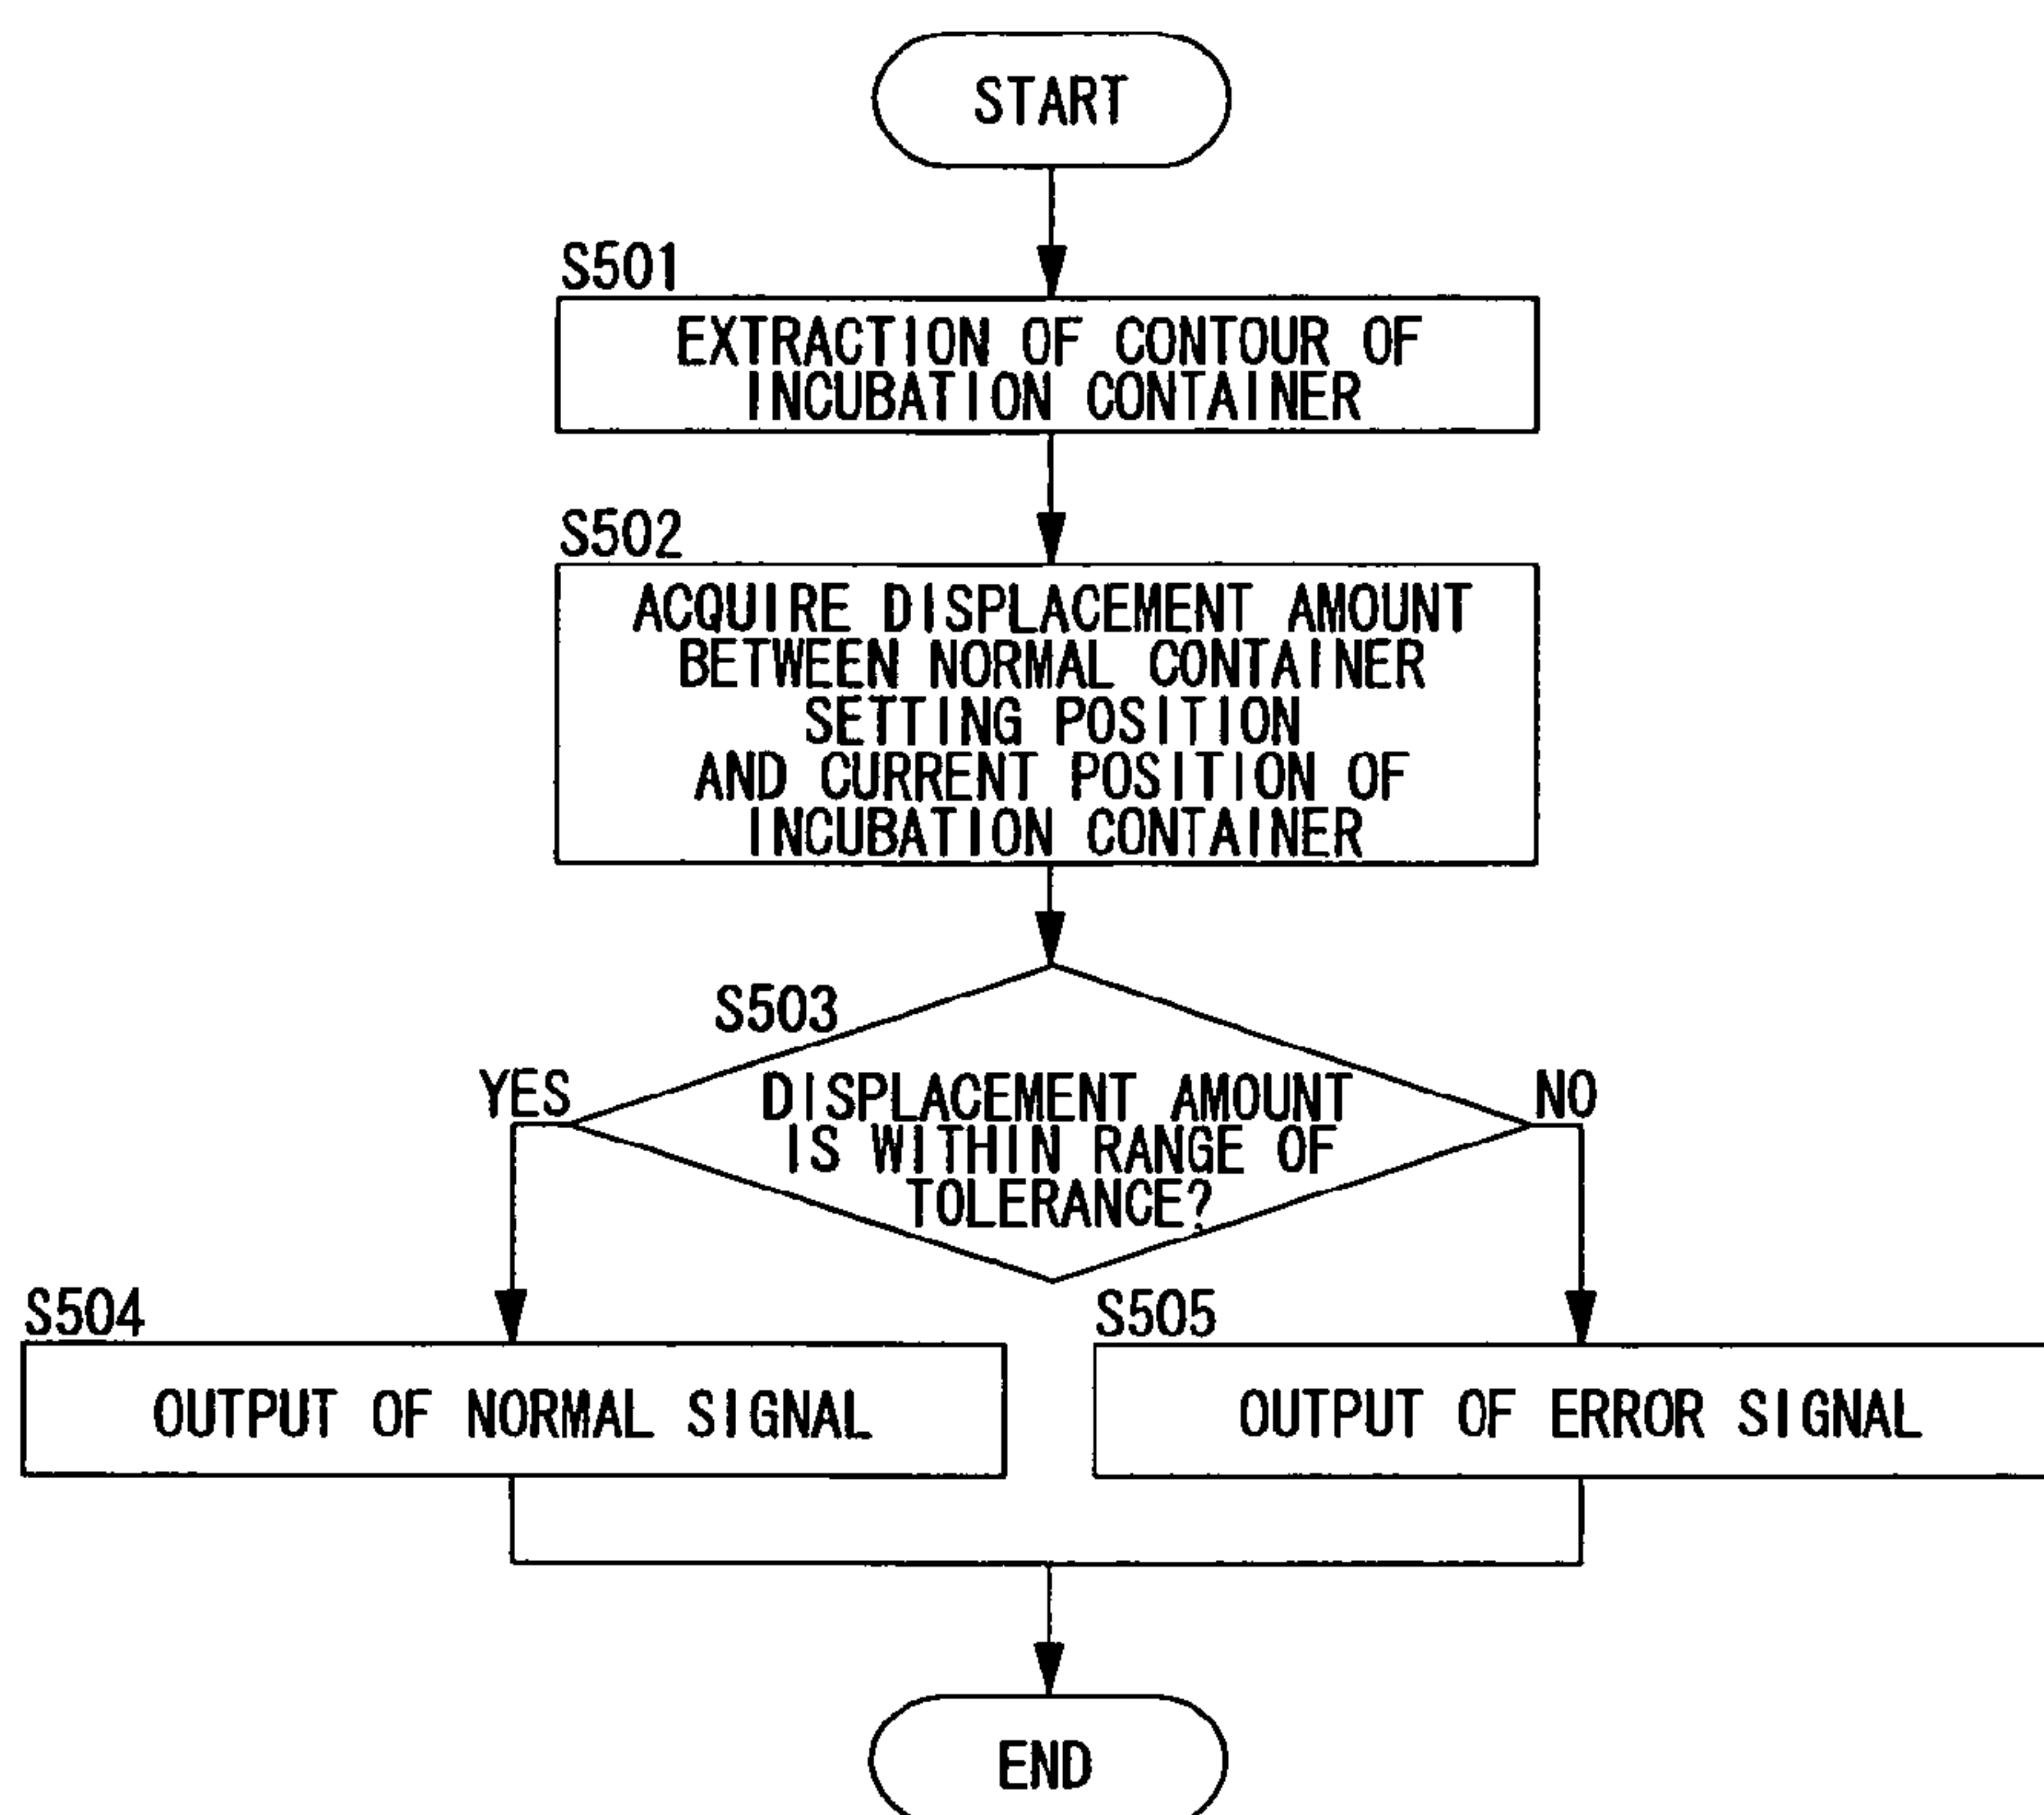 START
S501
EXTRACTION OF CONTOUR OF
INCUBATION CONTAINER
S502
ACQUIRE DISPLACEMENT AMOUNT
BETWEEN NORMAL CONTAINER
SETTING POSITION
AND CURRENT POSITION OF
INCUBATION CONTAINER
S503
YES
DISPLACEMENT AMOUNT
IS WITHIN RANGE OF
TOLERANCE?
NO
S504
OUTPUT OF NORMAL SIGNAL
S505
OUTPUT OF ERROR SIGNAL
END